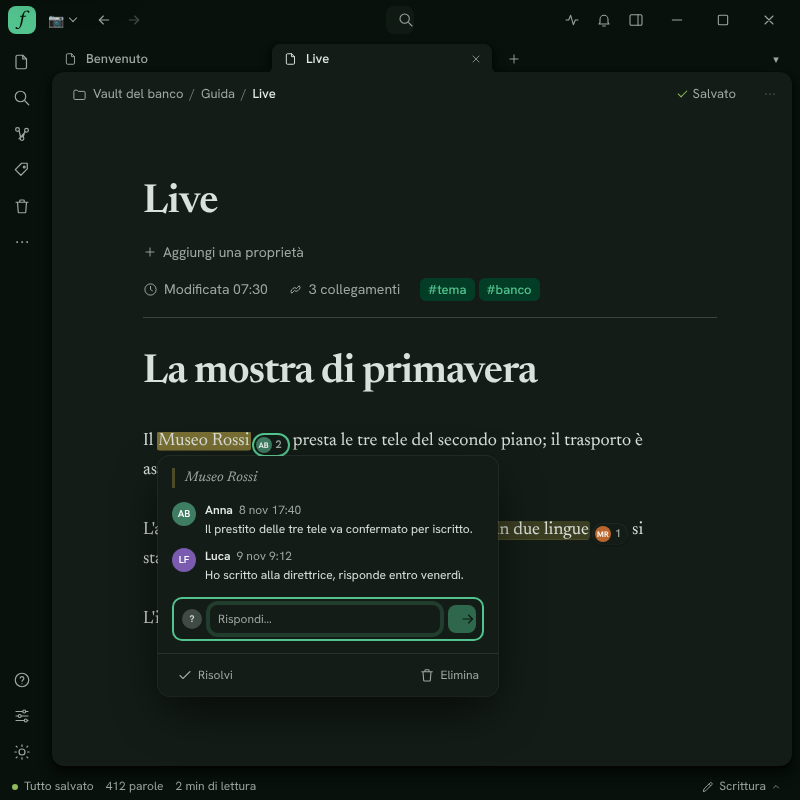 f
Benvenuto
Live
Vault del banco / Guida / Live
Salvato
Live
Aggiungi una proprietà
Modificata 07:30
3 collegamenti
#tema
#banco
La mostra di primavera
Il Museo Rossi AB 2 presta le tre tele del secondo piano; il trasporto è
Museo Rossi
AB Anna 8 nov 17:40
Il prestito delle tre tele va confermato per iscritto.
due lingue MR 1 si
LF Luca 9 nov 9:12
Ho scritto alla direttrice, risponde entro venerdì.
? Rispondi...
Risolvi
Elimina
Tutto salvato
412 parole
2 min di lettura
Scrittura